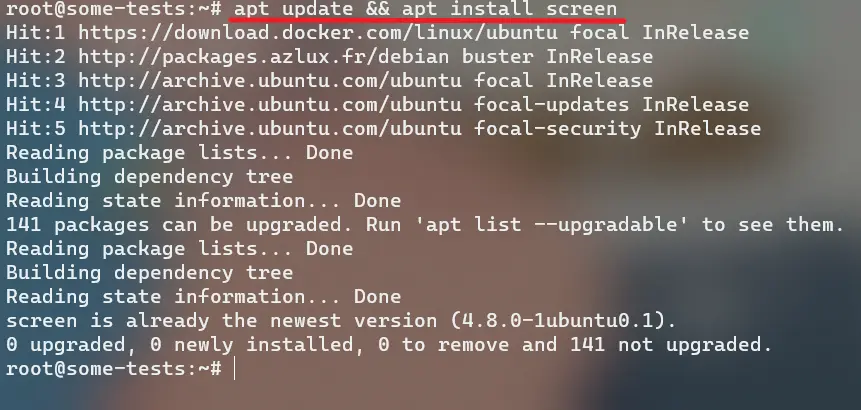 root@some-tests:~# apt update && apt install screen
Hit:1 https://download.docker.com/linux/ubuntu focal InRelease
Hit:2 http://packages.azlux.fr/debian buster InRelease
Hit:3 http://archive.ubuntu.com/ubuntu focal InRelease
Hit:4 http://archive.ubuntu.com/ubuntu focal-updates InRelease
Hit:5 http://archive.ubuntu.com/ubuntu focal-security InRelease
Reading package lists... Done
Building dependency tree
Reading state information... Done
141 packages can be upgraded. Run 'apt list --upgradable' to see them.
Reading package lists... Done
Building dependency tree
Reading state information... Done
screen is already the newest version (4.8.0-1ubuntu0.1).
0 upgraded, 0 newly installed, 0 to remove and 141 not upgraded.
root@some-tests:~#